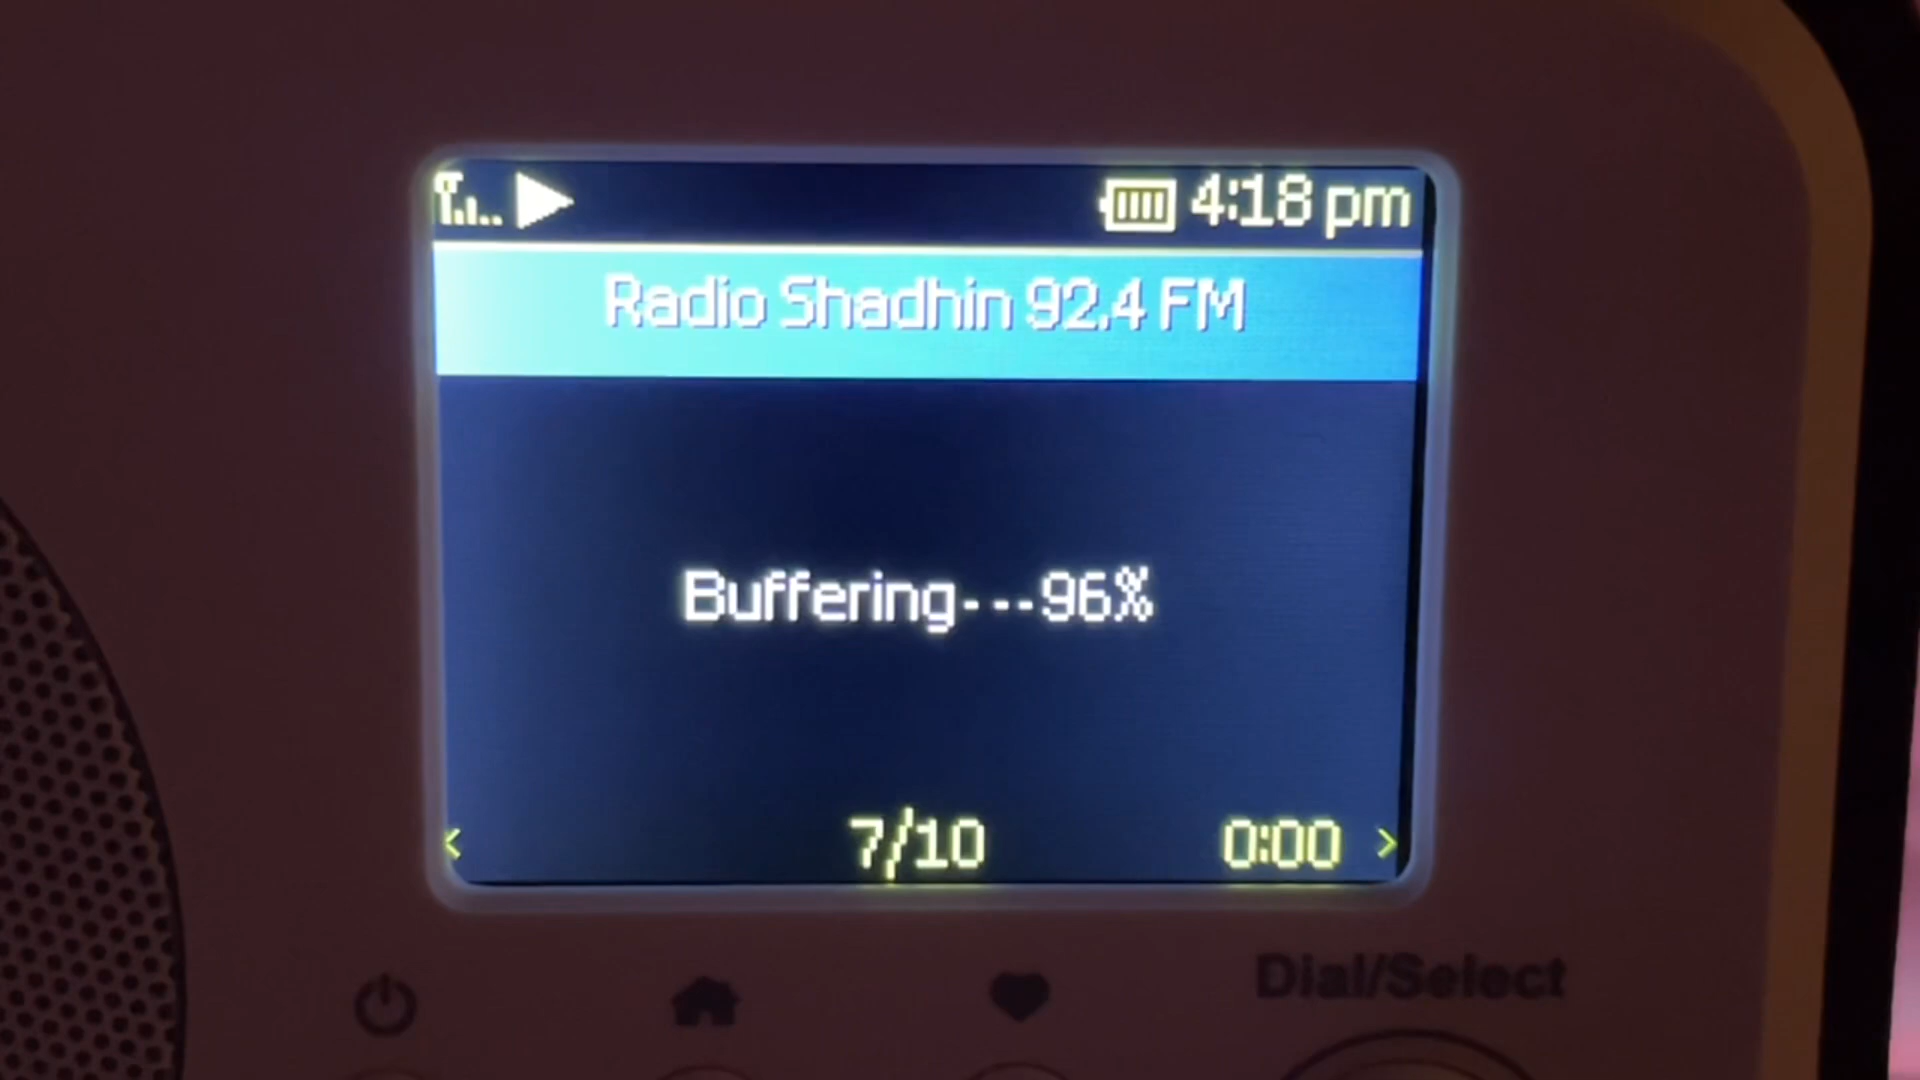 4:18 pm
Radio Shadhin 92.4 FM
Buffering---96%
< 7/10 0:00 >
Dial/Select